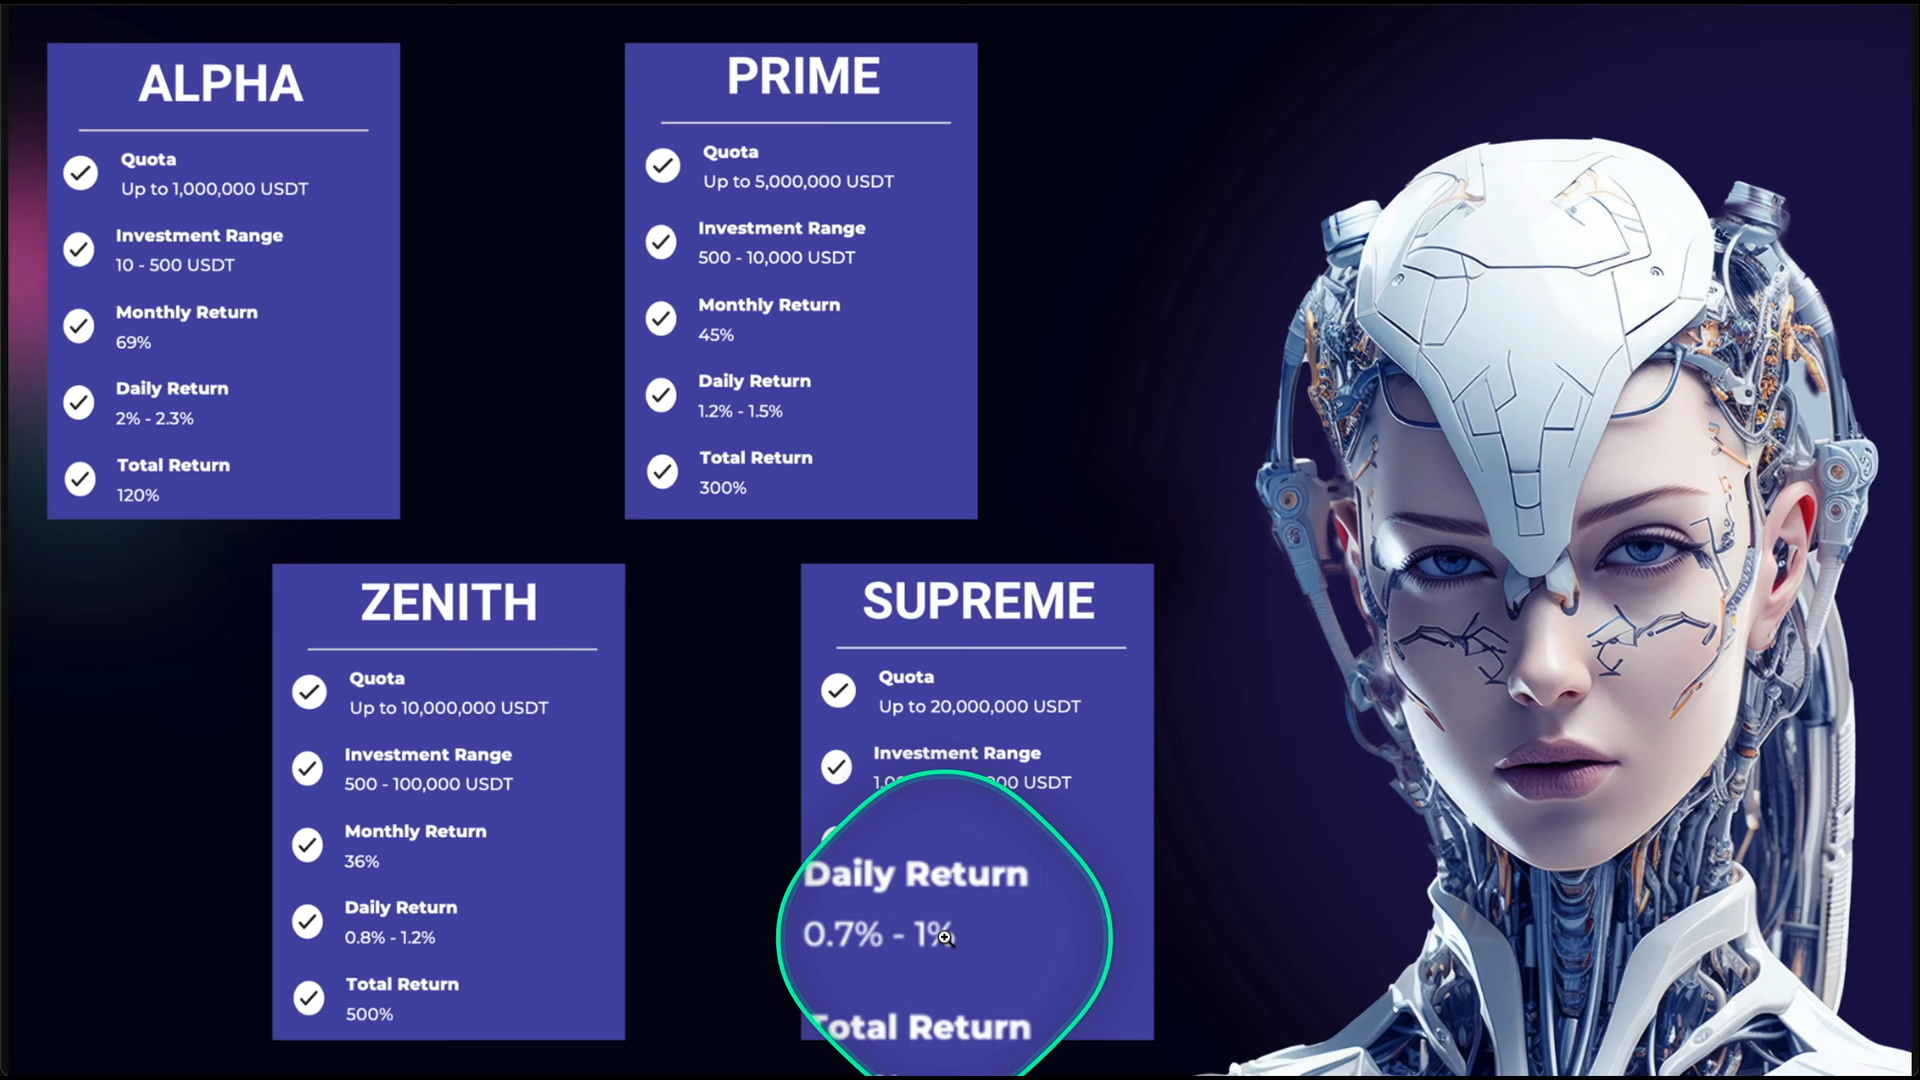 ALPHA
Quota
Up to 1,000,000 USDT
Investment Range
10 - 500 USDT
Monthly Return
69%
Daily Return
2% - 2.3%
Total Return
120%
PRIME
Quota
Up to 5,000,000 USDT
Investment Range
500 - 10,000 USDT
Monthly Return
45%
Daily Return
1.2% - 1.5%
Total Return
300%
ZENITH
Quota
Up to 10,000,000 USDT
Investment Range
500 - 100,000 USDT
Monthly Return
36%
Daily Return
0.8% - 1.2%
Total Return
500%
SUPREME
Quota
Up to 20,000,000 USDT
Investment Range
USDT
Daily Return
0.7% - 1%
Total Return